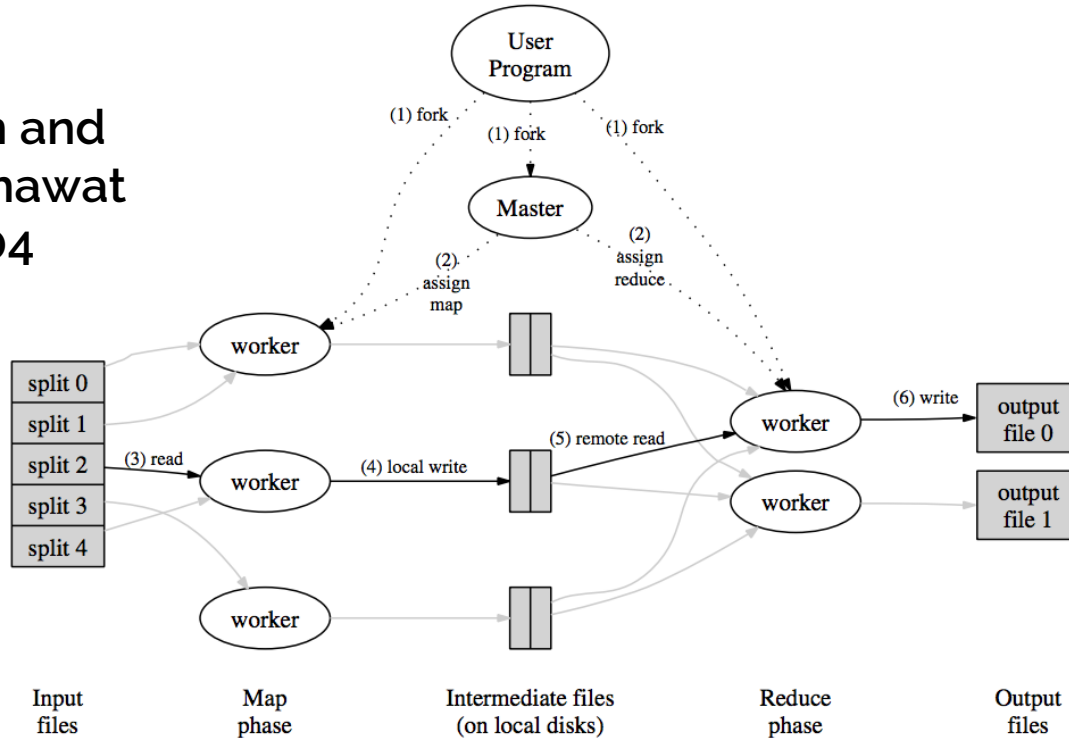 User
Program
n and
nawat
04
(1) fork
(1) fork
(1) fork
Master
(2)
assign
map
(2)
assign
reduce
split 0
split 1
split 2
split 3
split 4
(3) read
worker
worker
worker
(4) local write
(5) remote read
worker
worker
(6) write
output
file 0
output
file 1
Input
files
Map
phase
Intermediate files
(on local disks)
Reduce
phase
Output
files